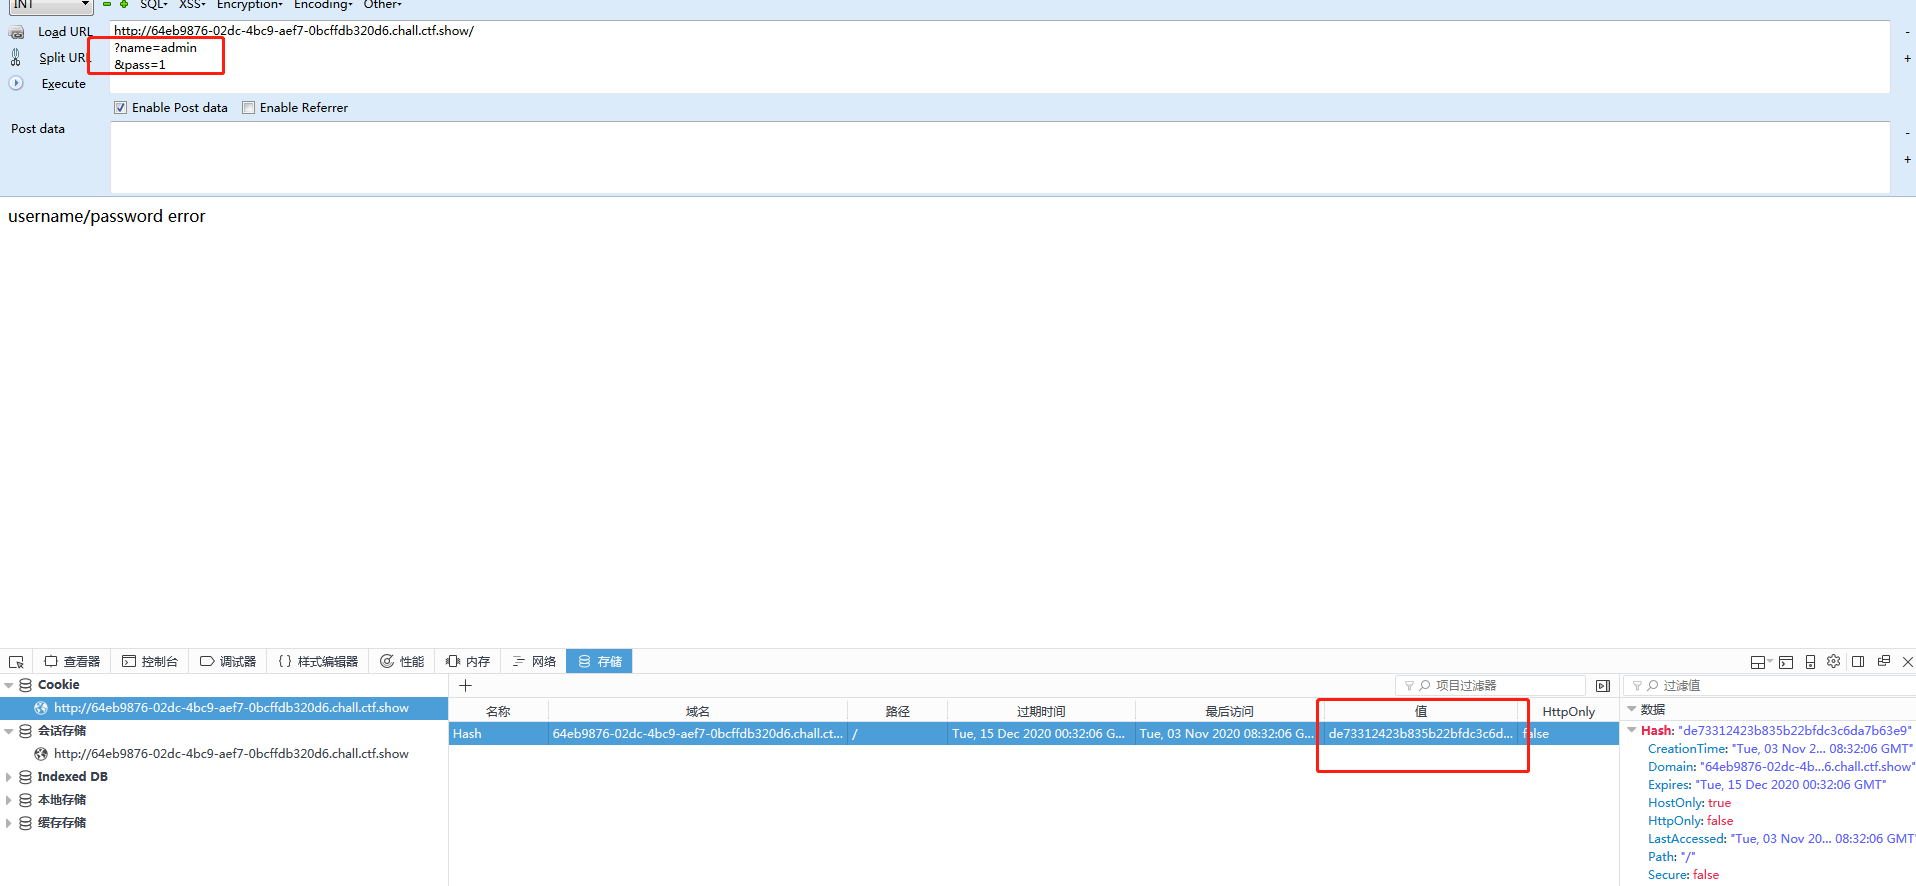 INT SQL XSS Encryption Encoding Other
Load URL http://64eb9876-02dc-4bc9-aef7-0bcffdb320d6.chall.ctf.show/
?name=admin
Split URL &pass=1
Execute
Enable Post data Enable Referrer
Post data
username/password error
查看器 控制台 调试器 {} 样式编辑器 性能 内存 网络 存储
Cookie
http://64eb9876-02dc-4bc9-aef7-0bcffdb320d6.chall.ctf.show
会话存储
http://64eb9876-02dc-4bc9-aef7-0bcffdb320d6.chall.ctf.show
Indexed DB
本地存储
缓存存储
项目过滤器
名称 域名 路径 过期时间 最后访问 值 HttpOnly
Hash 64eb9876-02dc-4bc9-aef7-0bcffdb320d6.chall.ct... / Tue, 15 Dec 2020 00:32:06 G... Tue, 03 Nov 2020 08:32:06 G... de73312423b835b22bfdc3c6d... false
过滤值
数据
Hash: "de73312423b835b22bfdc3c6da7b63e9"
CreationTime: "Tue, 03 Nov 2... 08:32:06 GMT"
Domain: "64eb9876-02dc-4b...6.chall.ctf.show"
Expires: "Tue, 15 Dec 2020 00:32:06 GMT"
HostOnly: true
HttpOnly: false
LastAccessed: "Tue, 03 Nov 20... 08:32:06 GMT"
Path: "/"
Secure: false